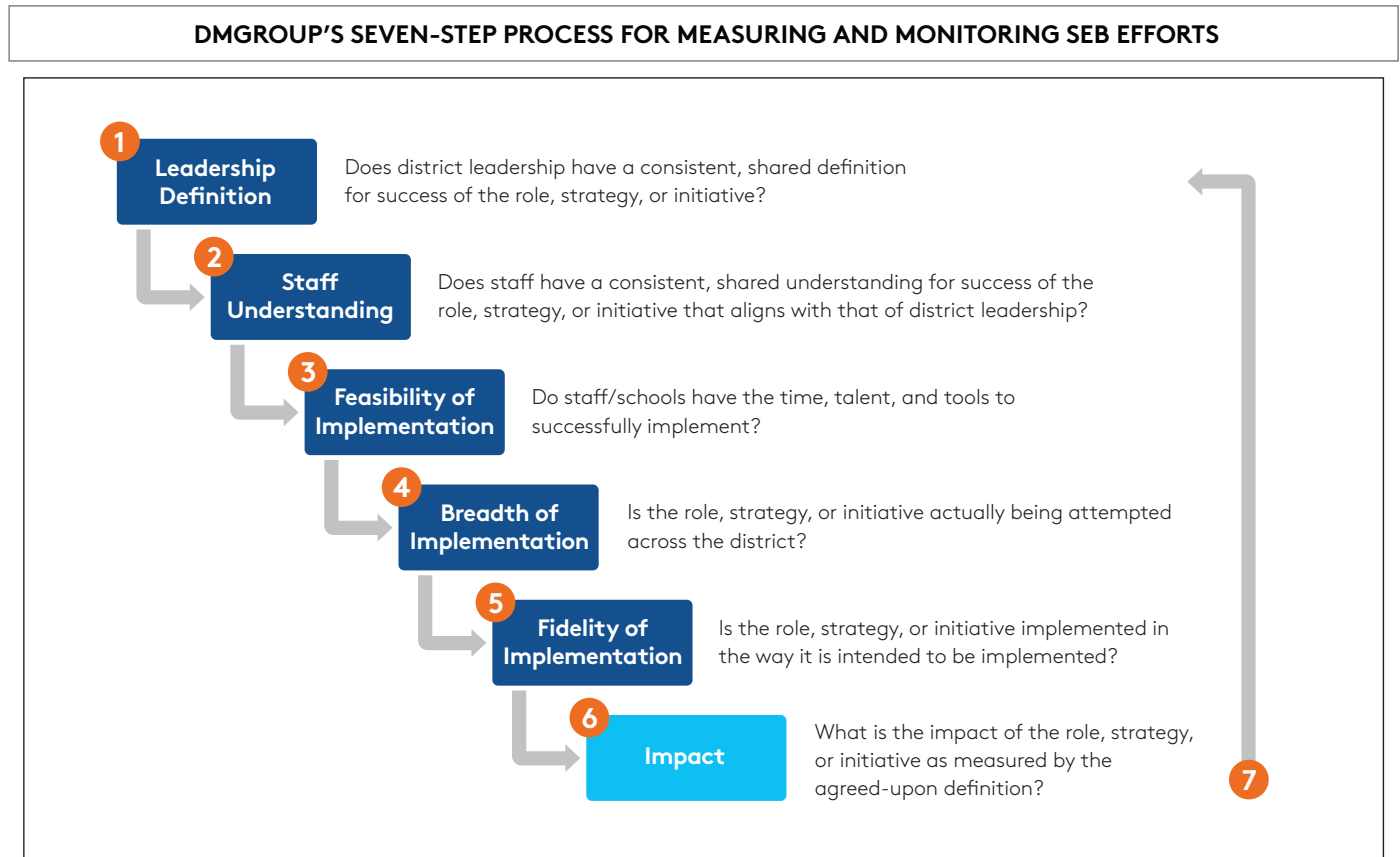 DMGROUP'S SEVEN-STEP PROCESS FOR MEASURING AND MONITORING SEB EFFORTS
1
Leadership
Definition
Does district leadership have a consistent, shared definition
for success of the role, strategy, or initiative?
2
Staff
Understanding
Does staff have a consistent, shared understanding for success of the
role, strategy, or initiative that aligns with that of district leadership?
3
Feasibility of
Implementation
Do staff/schools have the time, talent, and tools to
successfully implement?
4
Breadth of
Implementation
Is the role, strategy, or initiative actually being attempted
across the district?
5
Fidelity of
Implementation
Is the role, strategy, or initiative implemented in
the way it is intended to be implemented?
6
Impact
What is the impact of the role, strategy,
or initiative as measured by the
agreed-upon definition?
7